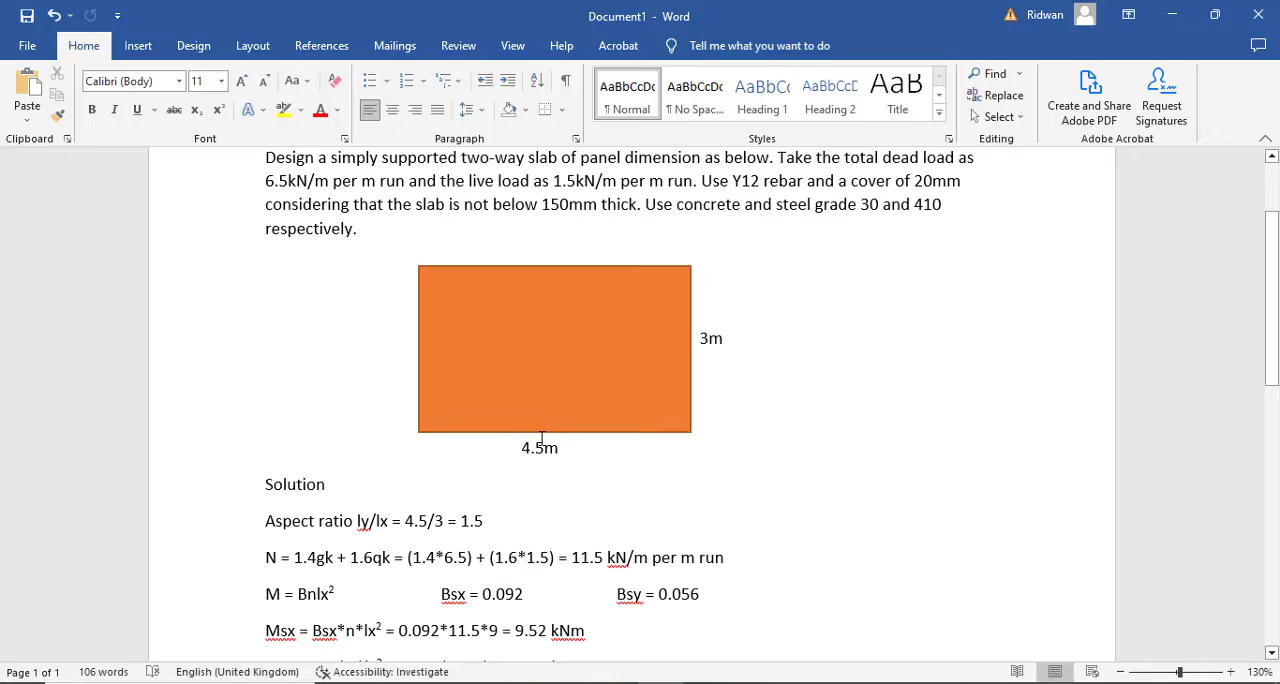 Document1 - Word
Ridwan
File Home Insert Design Layout References Mailings Review View Help Acrobat Tell me what you want to do
Paste
Calibri (Body) 11
Aa
B I U abc x₂ x² A A
Find
Replace
Select
AaBbCcDc AaBbCcDc AaBbCc AaBbCcD AaB
¶ Normal ¶ No Spac... Heading 1 Heading 2 Title
Create and Share Adobe PDF
Request Signatures
Clipboard Font Paragraph Styles Editing Adobe Acrobat
Design a simply supported two-way slab of panel dimension as below. Take the total dead load as
6.5kN/m per m run and the live load as 1.5kN/m per m run. Use Y12 rebar and a cover of 20mm
considering that the slab is not below 150mm thick. Use concrete and steel grade 30 and 410
respectively.
3m
4.5m
Solution
Aspect ratio ly/lx = 4.5/3 = 1.5
N = 1.4gk + 1.6qk = (1.4*6.5) + (1.6*1.5) = 11.5 kN/m per m run
M = Bnlx² Bsx = 0.092 Bsy = 0.056
Msx = Bsx*n*lx² = 0.092*11.5*9 = 9.52 kNm
Page 1 of 1 106 words English (United Kingdom) Accessibility: Investigate 130%